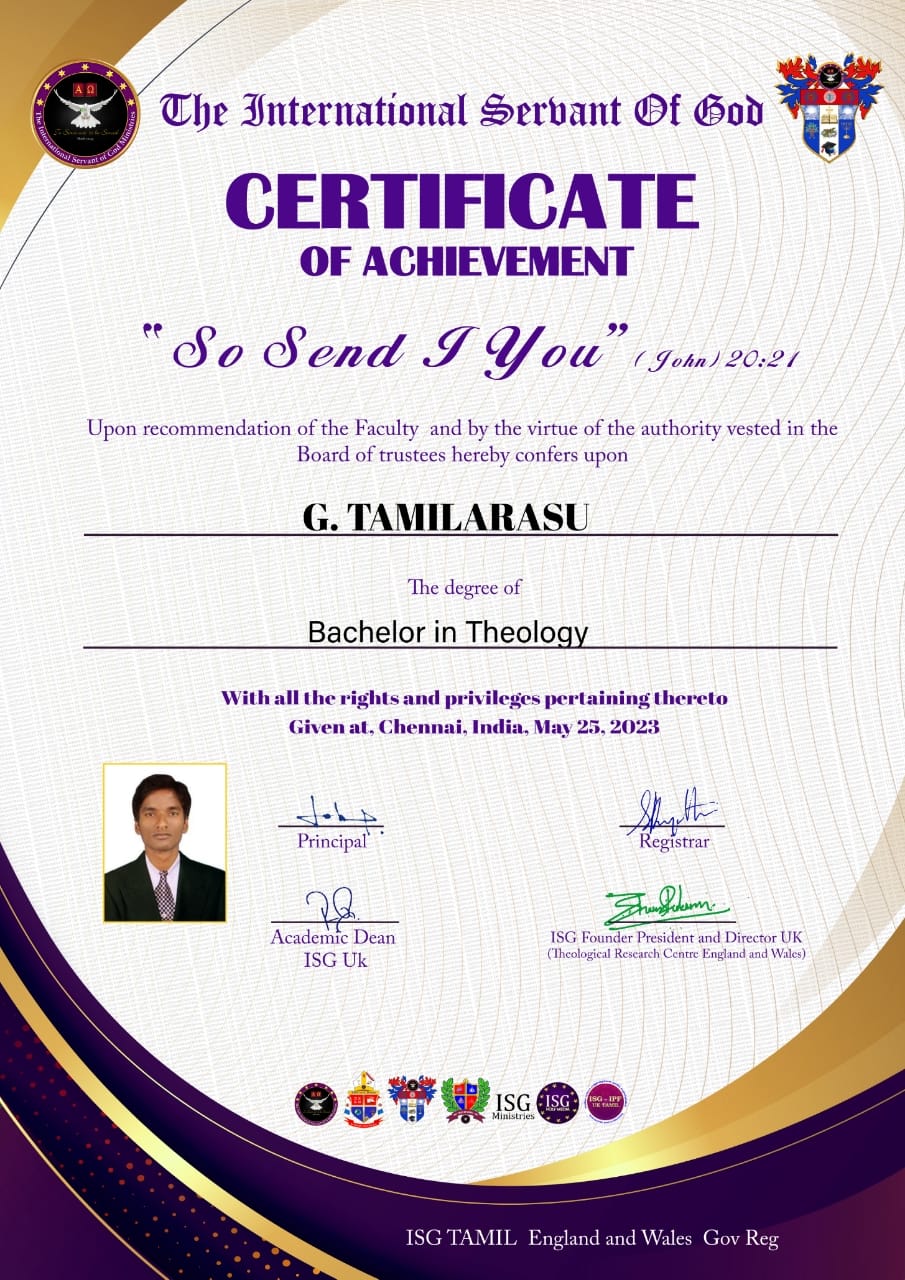 The International Servant Of God
CERTIFICATE
OF ACHIEVEMENT
"So Send I You" (John) 20:21
Upon recommendation of the Faculty and by the virtue of the authority vested in the
Board of trustees hereby confers upon
G. TAMILARASU
The degree of
Bachelor in Theology
With all the rights and privileges pertaining thereto
Given at, Chennai, India, May 25, 2023
Principal
Registrar
Academic Dean
ISG Uk
ISG Founder President and Director UK
(Theological Research Centre England and Wales)
ΑΩ
The International Servant of God Ministries
ISG
Ministries
ISG
ISG - IPF
UK TAMIL
ISG TAMIL England and Wales Gov Reg